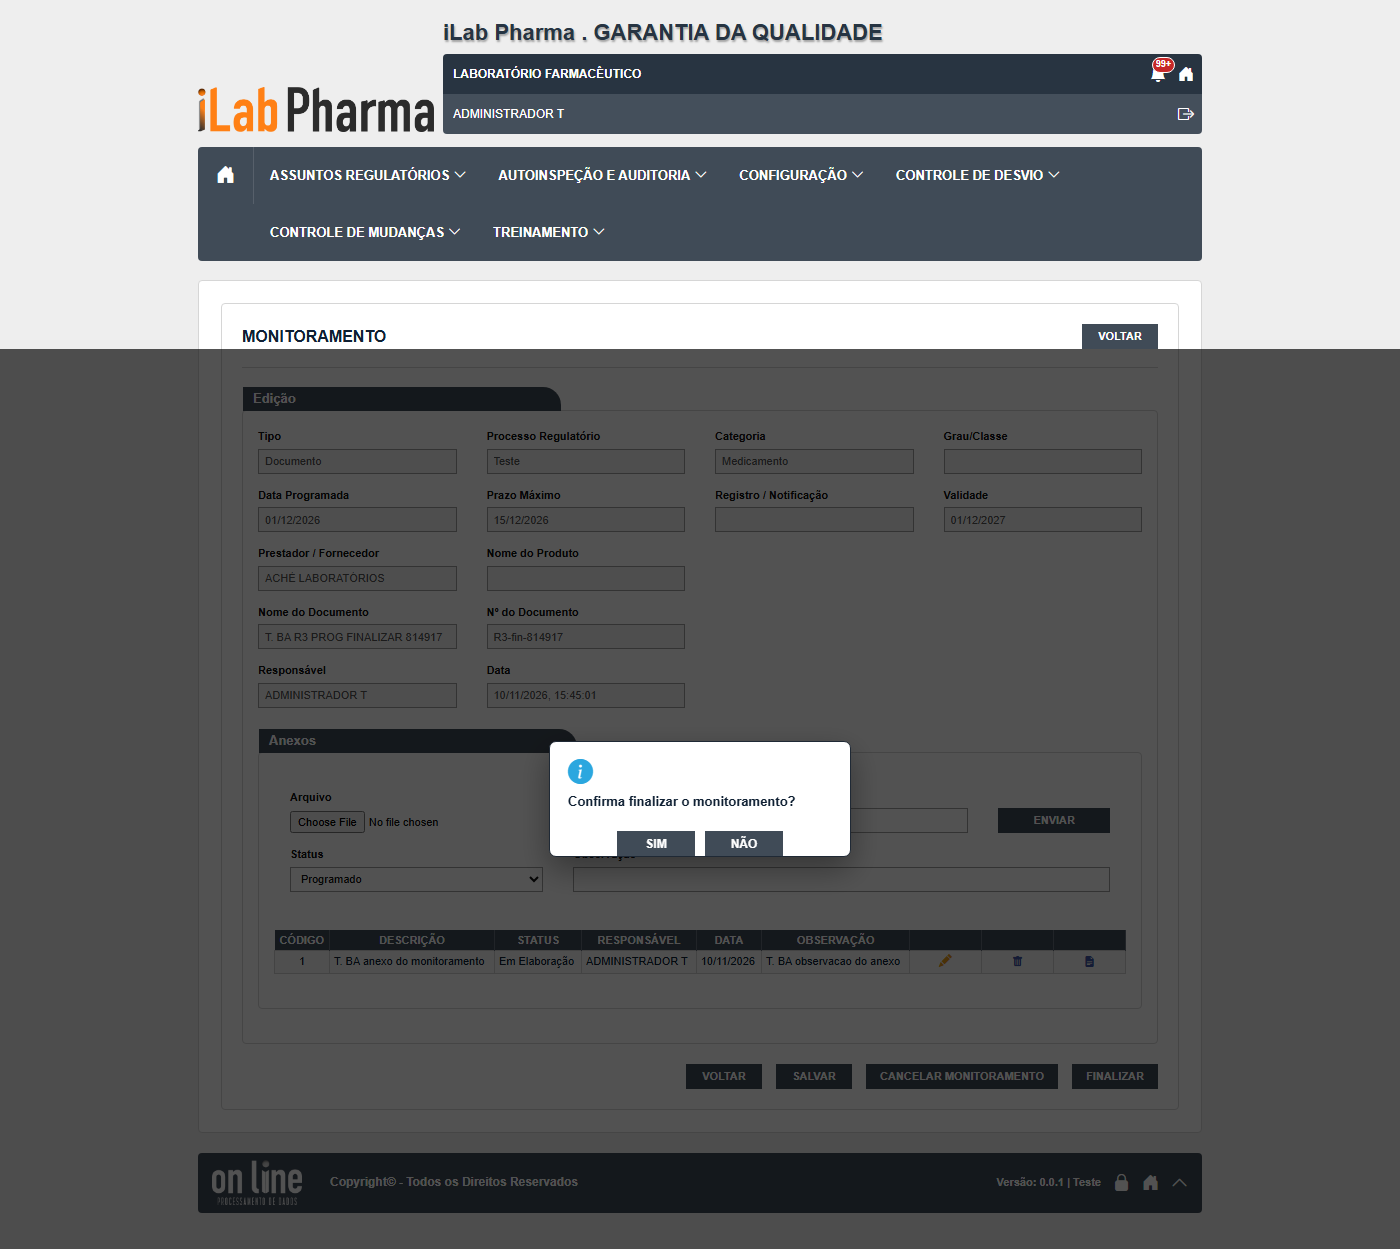 iLab Pharma . GARANTIA DA QUALIDADE
LABORATÓRIO FARMACÊUTICO
99+
iLab Pharma
ADMINISTRADOR T
ASSUNTOS REGULATÓRIOS
AUTOINSPEÇÃO E AUDITORIA
CONFIGURAÇÃO
CONTROLE DE DESVIO
CONTROLE DE MUDANÇAS
TREINAMENTO
MONITORAMENTO
VOLTAR
Edição
Tipo
Processo Regulatório
Categoria
Grau/Classe
Documento
Teste
Medicamento
Data Programada
Prazo Máximo
Registro / Notificação
Validade
01/12/2026
15/12/2026
01/12/2027
Prestador / Fornecedor
Nome do Produto
ACHÉ LABORATÓRIOS
Nome do Documento
Nº do Documento
T. BA R3 PROG FINALIZAR 814917
R3-fin-814917
Responsável
Data
ADMINISTRADOR T
10/11/2026, 15:45:01
Anexos
Confirma finalizar o monitoramento?
SIM
NÃO
Arquivo
Choose File No file chosen
ENVIAR
Status
Programado
CÓDIGO DESCRIÇÃO STATUS RESPONSÁVEL DATA OBSERVAÇÃO
1 T. BA anexo do monitoramento Em Elaboração ADMINISTRADOR T 10/11/2026 T. BA observacao do anexo
VOLTAR
SALVAR
CANCELAR MONITORAMENTO
FINALIZAR
on line
PROCESSAMENTO DE DADOS
Copyright© - Todos os Direitos Reservados
Versão: 0.0.1 | Teste